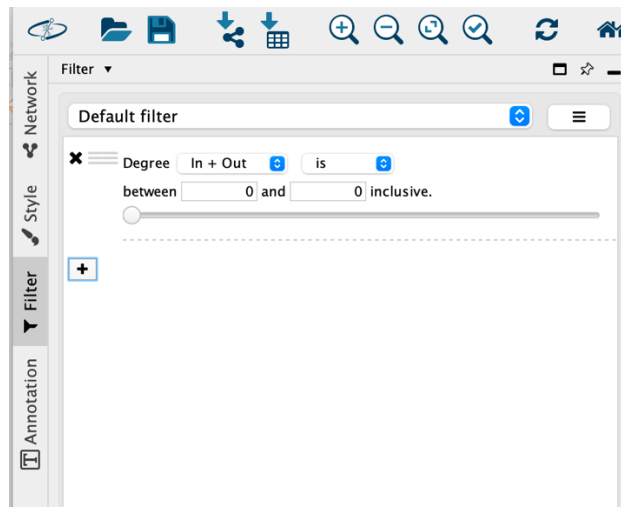 Filter
Default filter
Degree In + Out is
between 0 and 0 inclusive.
Network
Style
Filter
Annotation